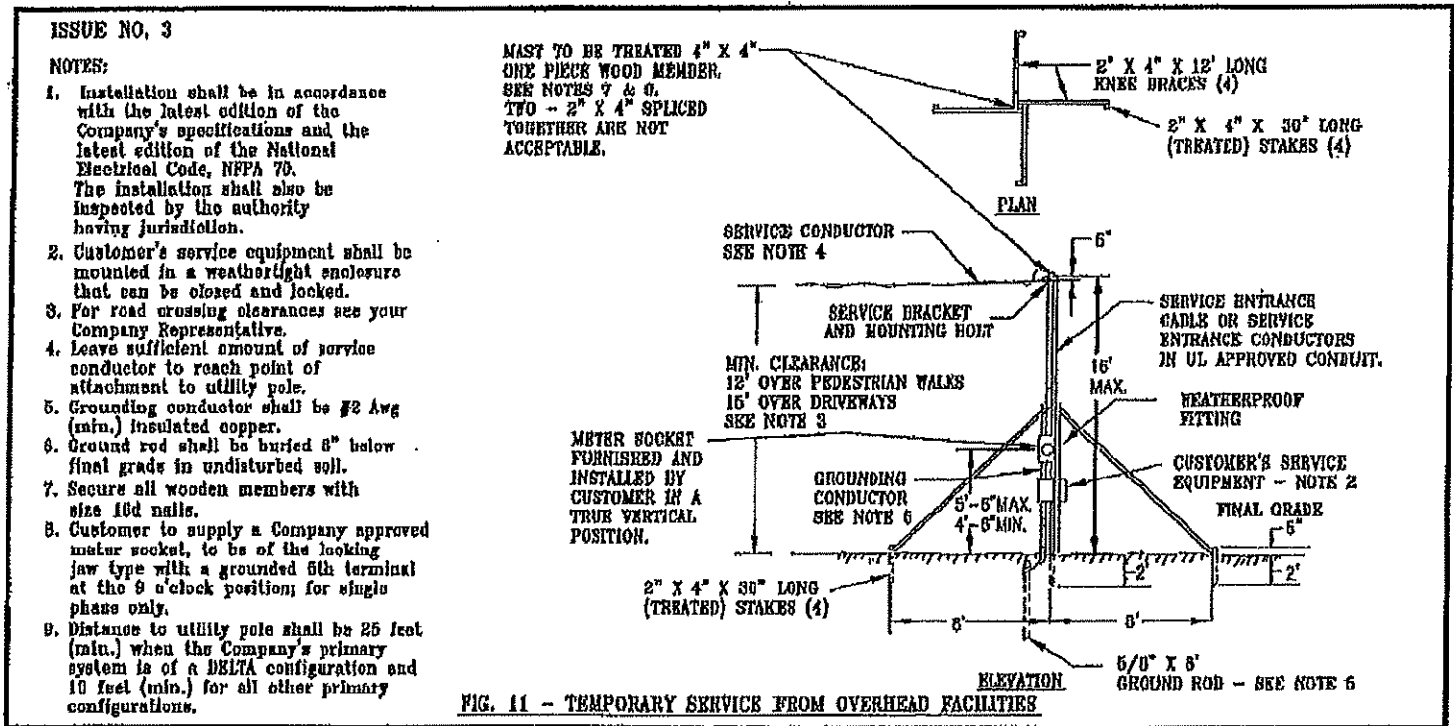 ISSUE NO. 3
NOTES:
1. Installation shall be in accordance
with the latest edition of the
Company's specifications and the
latest edition of the National
Electrical Code, NFPA 70.
The installation shall also be
inspected by the authority
having jurisdiction.
2. Customer's service equipment shall be
mounted in a weathertight enclosure
that can be closed and locked.
3. For road crossing clearances see your
Company Representative.
4. Leave sufficient amount of service
conductor to reach point of
attachment to utility pole.
5. Grounding conductor shall be #2 Awg
(min.) insulated copper.
6. Ground rod shall be buried 6" below
final grade in undisturbed soil.
7. Secure all wooden members with
size 16d nails.
8. Customer to supply a Company approved
meter socket, to be of the locking
jaw type with a grounded 5th terminal
at the 9 o'clock position; for single
phase only.
9. Distance to utility pole shall be 25 feet
(min.) when the Company's primary
system is of a DELTA configuration and
10 feet (min.) for all other primary
configurations.
MAST TO BE TREATED 4" X 4"
ONE PIECE WOOD MEMBER.
SEE NOTES 7 &
TWO - 2" X 4" SPLICED
TOGETHER ARE NOT
ACCEPTABLE.
2" X 4" X 12' LONG
KNEE BRACES (4)
2" X 4" X 30" LONG
(TREATED) STAKES (4)
PLAN
SERVICE CONDUCTOR
SEE NOTE 4
6"
SERVICE BRACKET
AND MOUNTING BOLT
SERVICE ENTRANCE
CABLE OR SERVICE
ENTRANCE CONDUCTORS
IN UL APPROVED CONDUIT.
MIN. CLEARANCE:
12' OVER PEDESTRIAN WALKS
15' OVER DRIVEWAYS
SEE NOTE 3
MAX.
WEATHERPROOF
FITTING
METER SOCKET
FURNISHED AND
INSTALLED BY
CUSTOMER IN A
TRUE VERTICAL
POSITION.
GROUNDING
CONDUCTOR
SEE NOTE
5'-6" MAX.
4'-6" MIN.
CUSTOMER'S SERVICE
EQUIPMENT - NOTE 2
FINAL GRADE
2'
2'
2" X 4" X 30" LONG
(TREATED) STAKES (4)
5/8" X 8'
GROUND ROD - SEE NOTE
ELEVATION
FIG. 11 - TEMPORARY SERVICE FROM OVERHEAD FACILITIES